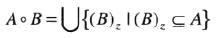 A ∘ B = ⋃{(B)_z | (B)_z ⊆ A}